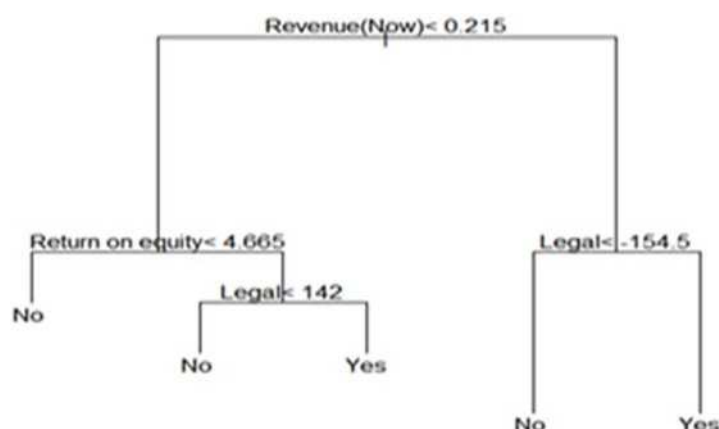 Revenue(Now)< 0.215
Return on equity< 4.665
Legal< -154.5
Legal< 142
No
No
Yes
No
Yes